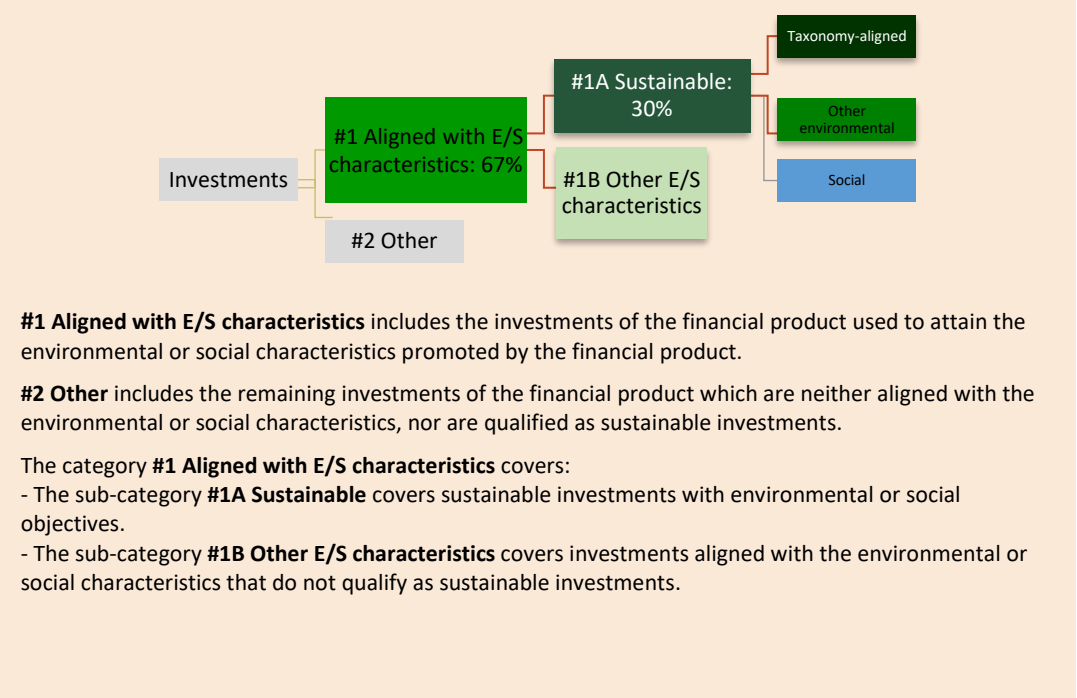 Taxonomy-aligned
#1A Sustainable:
30%
Other
environmental
#1 Aligned with E/S
characteristics: 67%
Investments
#1B Other E/S
characteristics
Social
#2 Other
#1 Aligned with E/S characteristics includes the investments of the financial product used to attain the
environmental or social characteristics promoted by the financial product.
#2 Other includes the remaining investments of the financial product which are neither aligned with the
environmental or social characteristics, nor are qualified as sustainable investments.
The category #1 Aligned with E/S characteristics covers:
- The sub-category #1A Sustainable covers sustainable investments with environmental or social
objectives.
- The sub-category #1B Other E/S characteristics covers investments aligned with the environmental or
social characteristics that do not qualify as sustainable investments.